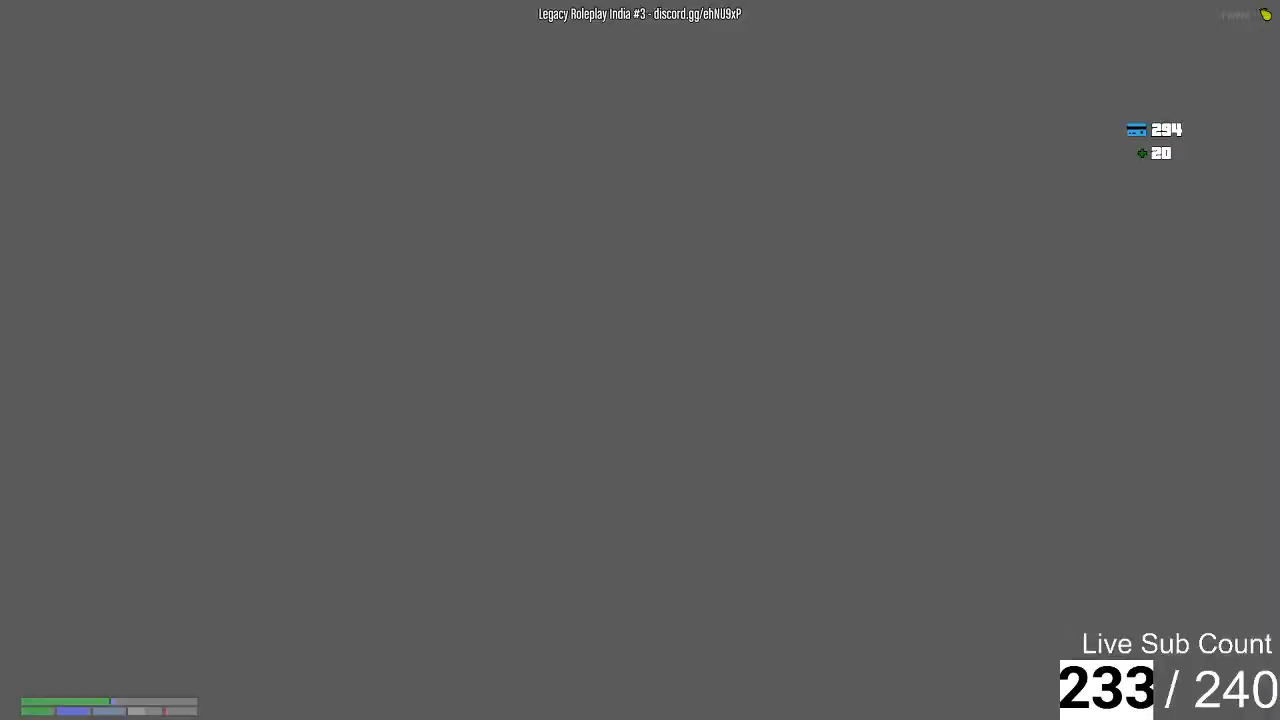 Legacy Roleplay India #3 - discord.gg/ehNU9xP
294
20
Live Sub Count
233 / 240